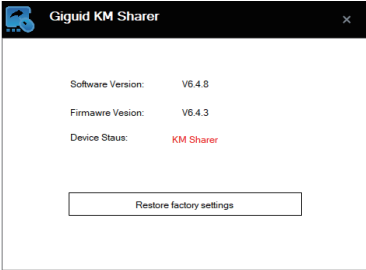 Giguid KM Sharer
Software Version: V6.4.8
Firmawre Vesion: V6.4.3
Device Staus: KM Sharer
Restore factory settings